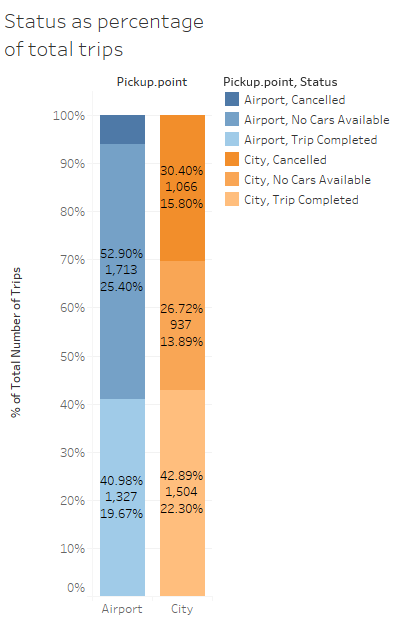 Status as percentage
of total trips
Pickup.point
Pickup.point, Status
Airport, Cancelled
Airport, No Cars Available
Airport, Trip Completed
City, Cancelled
City, No Cars Available
City, Trip Completed
% of Total Number of Trips
100%
90%
80%
70%
60%
50%
40%
30%
20%
10%
0%
52.90%
1,713
25.40%
40.98%
1,327
19.67%
30.40%
1,066
15.80%
26.72%
937
13.89%
42.89%
1,504
22.30%
Airport
City